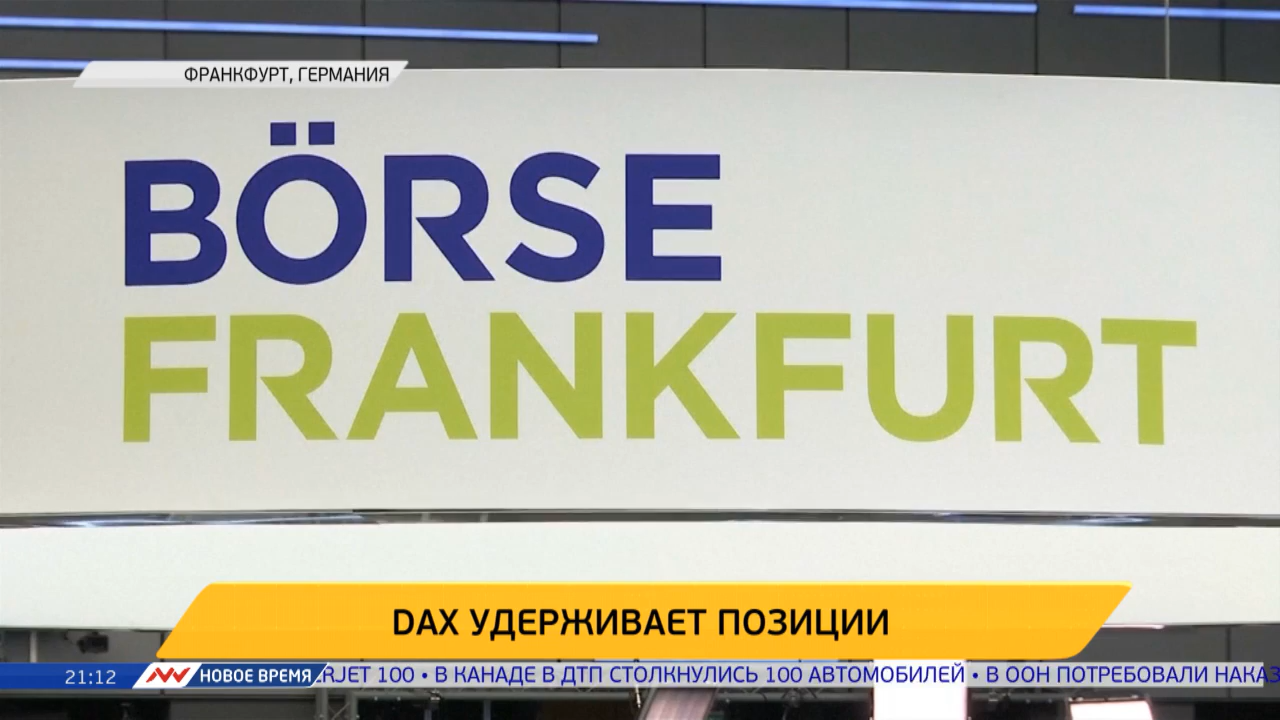 ФРАНКФУРТ, ГЕРМАНИЯ
BÖRSE
FRANKFURT
DAX УДЕРЖИВАЕТ ПОЗИЦИИ
21:12 НОВОЕ ВРЕМЯ ERJET 100 • В КАНАДЕ В ДТП СТОЛКНУЛИСЬ 100 АВТОМОБИЛЕЙ • В ООН ПОТРЕБОВАЛИ НАКАЗ